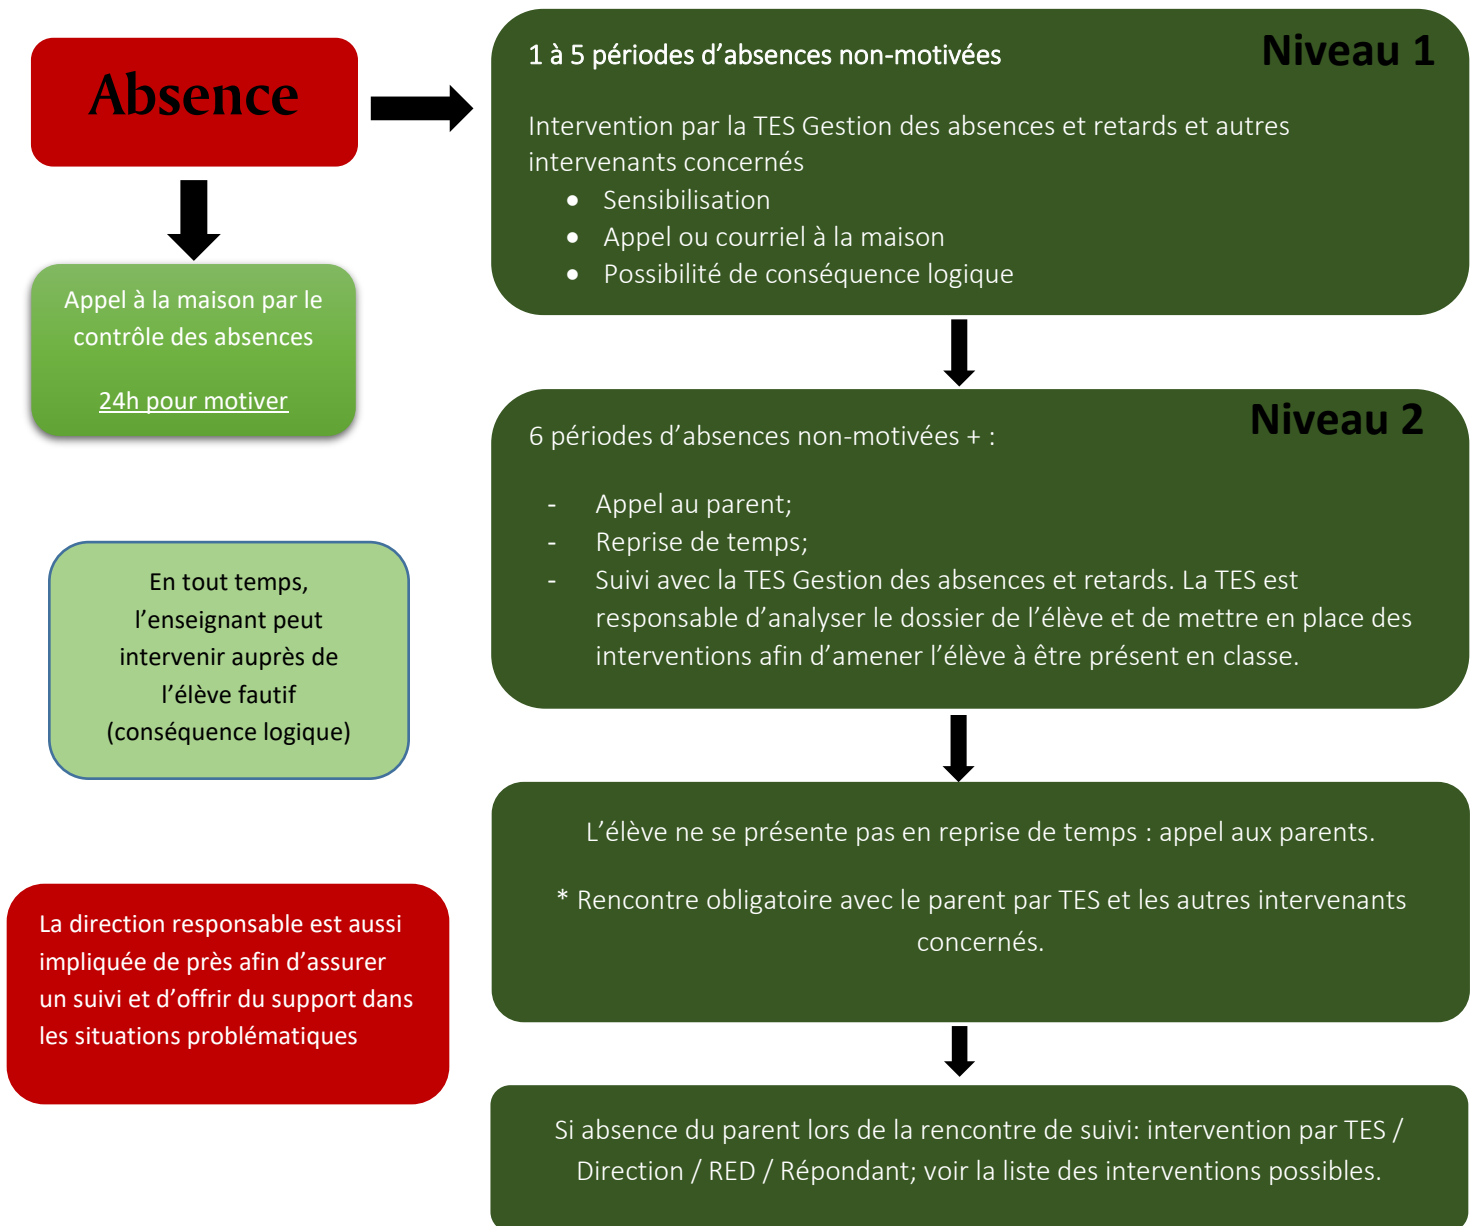 Absence
Appel à la maison par le
contrôle des absences
24h pour motiver
En tout temps,
l’enseignant peut
intervenir auprès de
l’élève fautif
(conséquence logique)
La direction responsable est aussi
impliquée de près afin d’assurer
un suivi et d’offrir du support dans
les situations problématiques
Niveau 1
1 à 5 périodes d’absences non-motivées
Intervention par la TES Gestion des absences et retards et autres
intervenants concernés
• Sensibilisation
• Appel ou courriel à la maison
• Possibilité de conséquence logique
Niveau 2
6 périodes d’absences non-motivées + :
- Appel au parent;
- Reprise de temps;
- Suivi avec la TES Gestion des absences et retards. La TES est
responsable d’analyser le dossier de l’élève et de mettre en place des
interventions afin d’amener l’élève à être présent en classe.
L’élève ne se présente pas en reprise de temps : appel aux parents.
* Rencontre obligatoire avec le parent par TES et les autres intervenants
concernés.
Si absence du parent lors de la rencontre de suivi: intervention par TES /
Direction / RED / Répondant; voir la liste des interventions possibles.